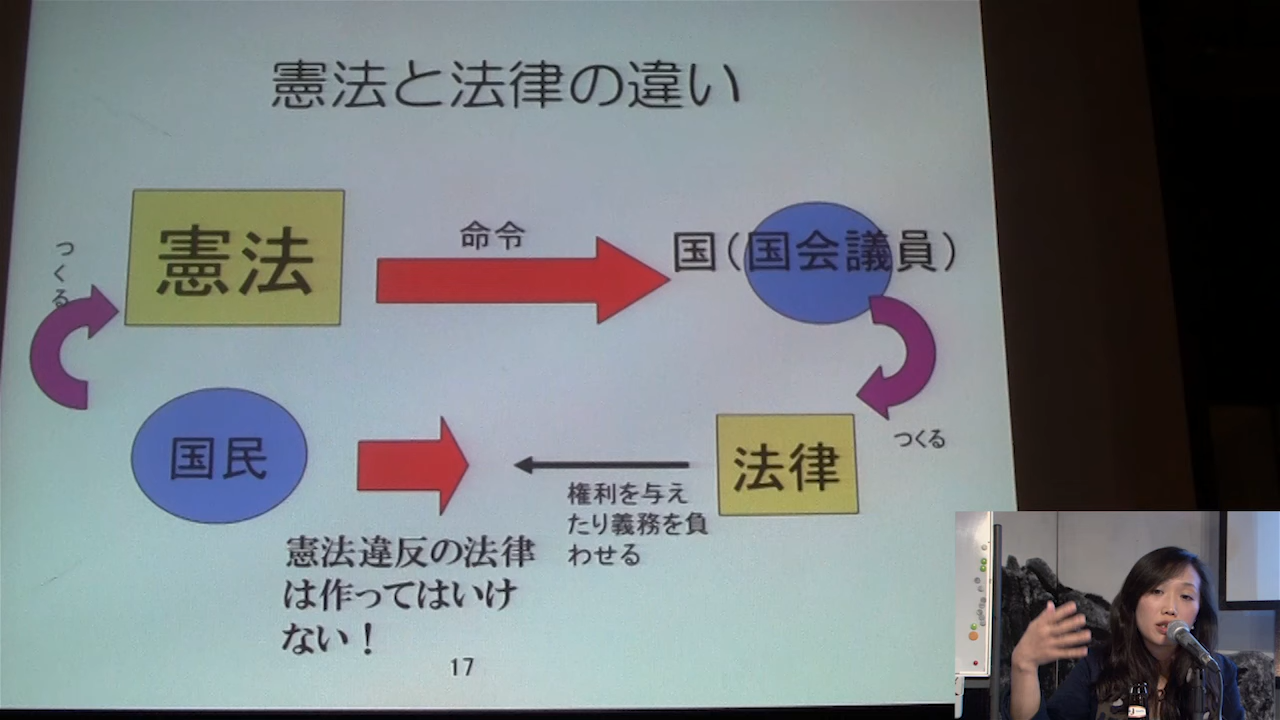 憲法と法律の違い
つくる
憲法
命令
国(国会議員)
国民
法律
つくる
権利を与え
たり義務を負
わせる
憲法違反の法律
は作ってはいけ
ない！
17